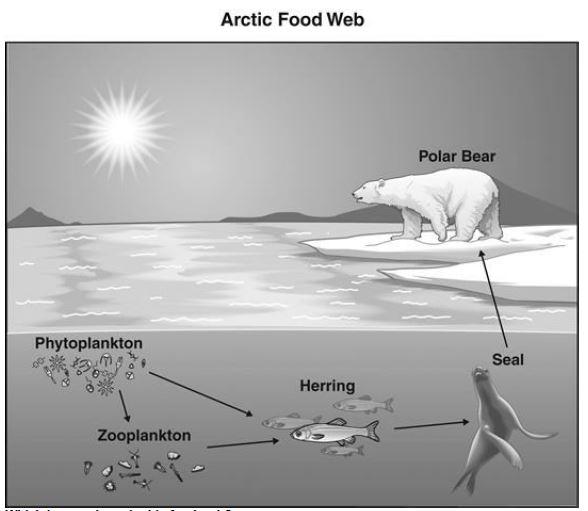 Arctic Food Web
Polar Bear
Phytoplankton
Seal
Herring
Zooplankton